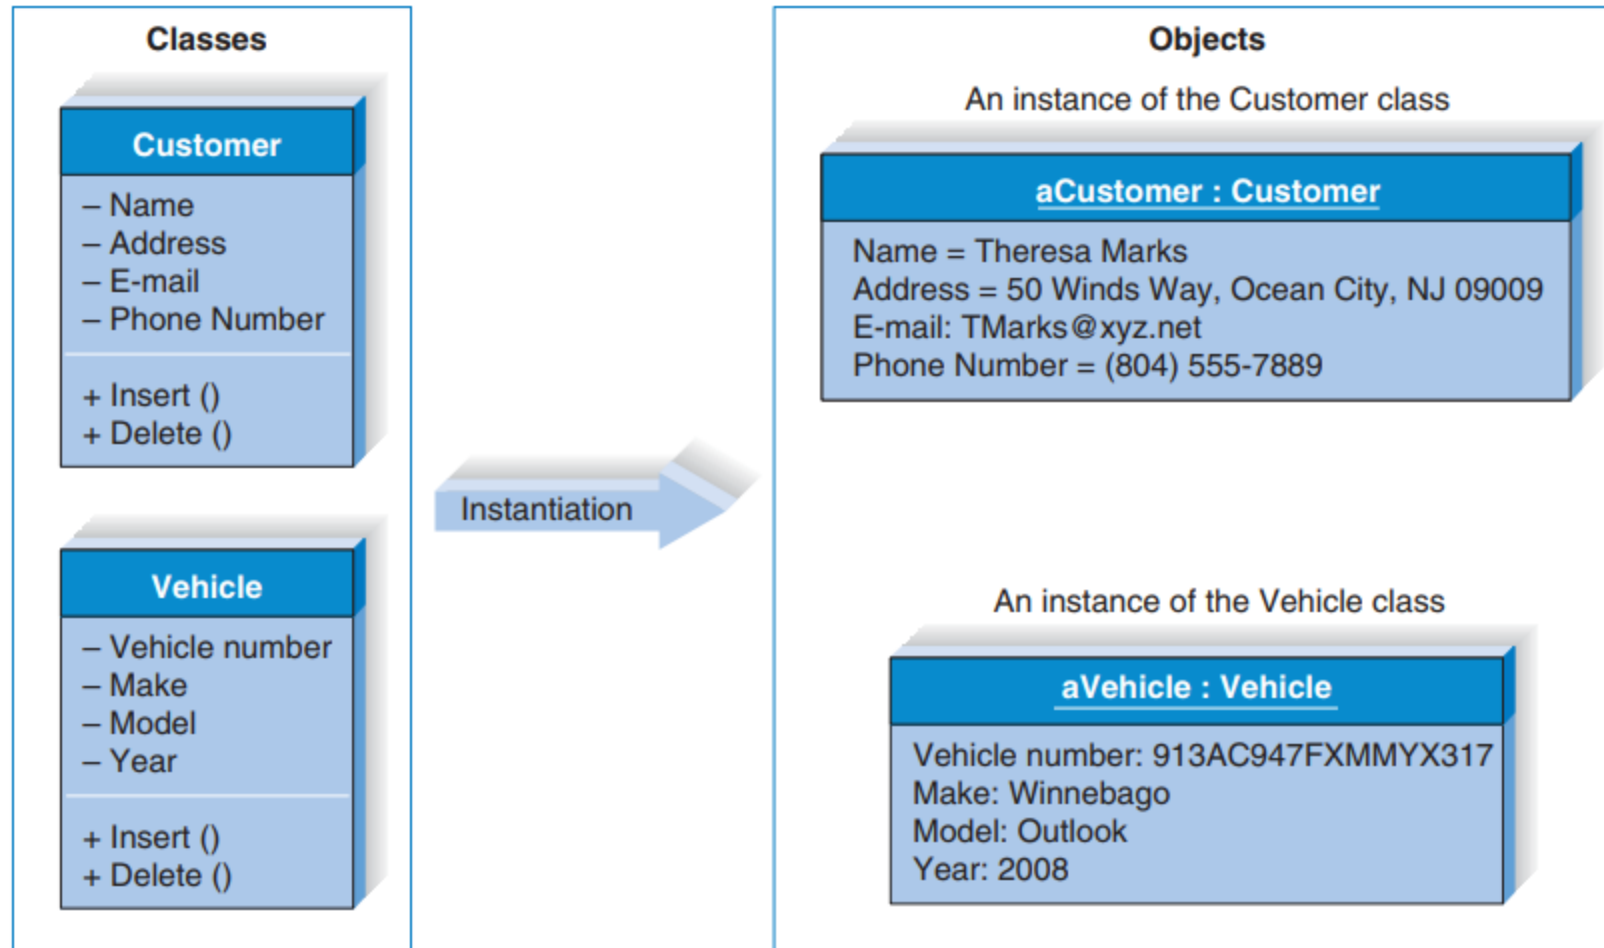 Classes
Customer
– Name
– Address
– E-mail
– Phone Number
+ Insert ()
+ Delete ()
Vehicle
– Vehicle number
– Make
– Model
– Year
+ Insert ()
+ Delete ()
Instantiation
Objects
An instance of the Customer class
aCustomer : Customer
Name = Theresa Marks
Address = 50 Winds Way, Ocean City, NJ 09009
E-mail: TMarks@xyz.net
Phone Number = (804) 555-7889
An instance of the Vehicle class
aVehicle : Vehicle
Vehicle number: 913AC947FXMMYX317
Make: Winnebago
Model: Outlook
Year: 2008